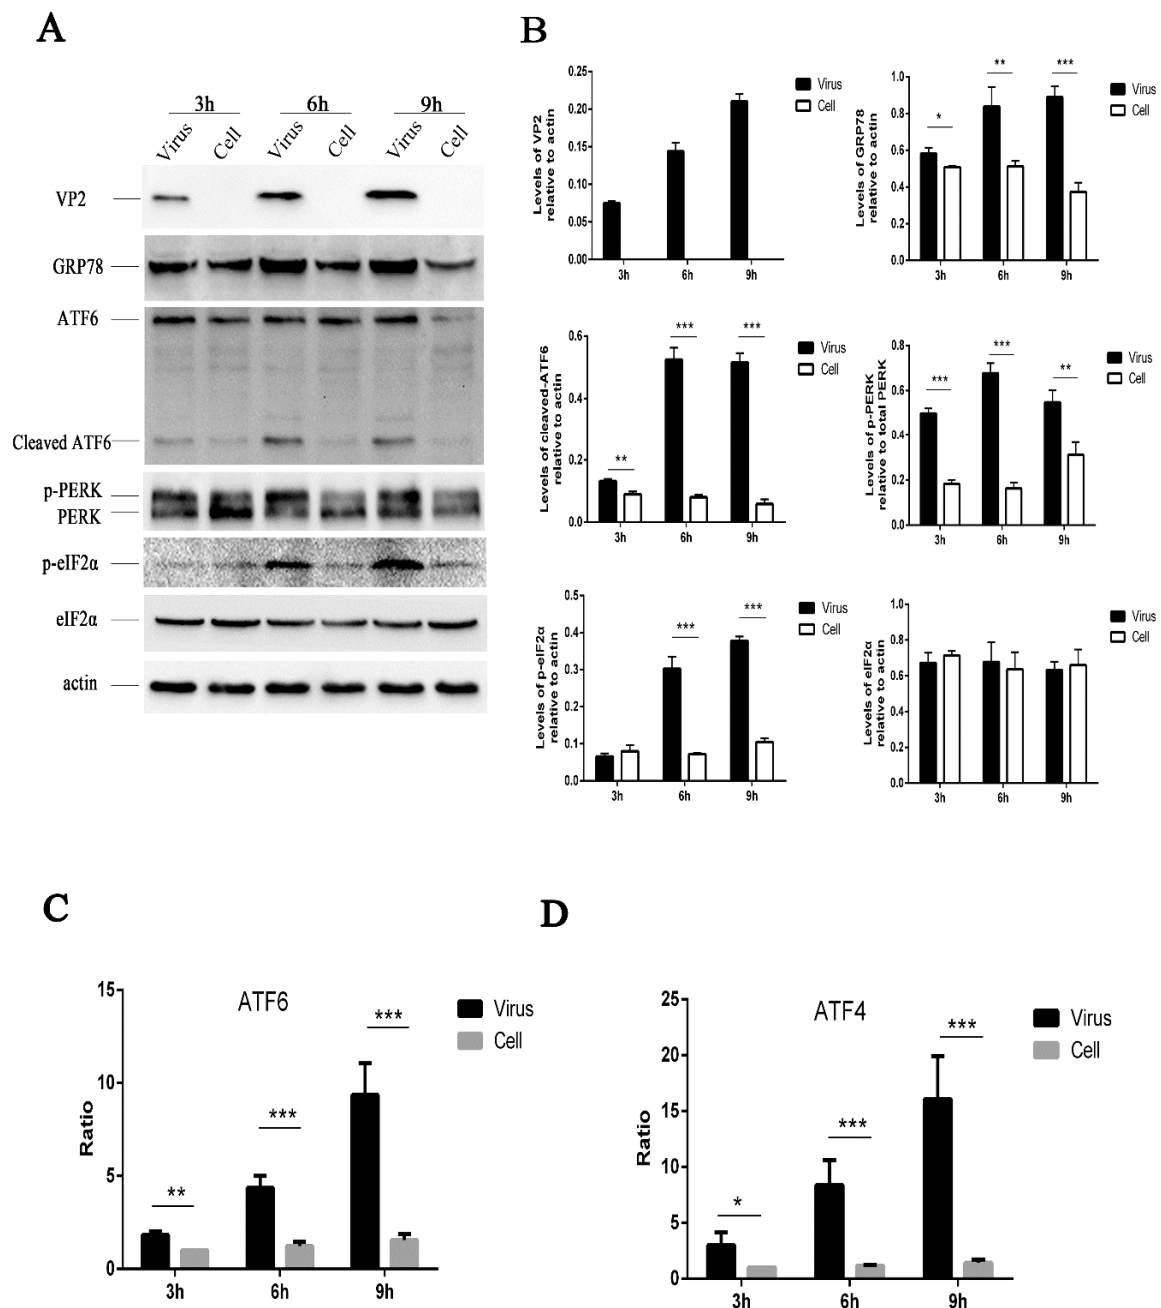 A
3h 6h 9h
Virus Cell Virus Cell Virus Cell
VP2
GRP78
ATF6
Cleaved ATF6
p-PERK
PERK
p-eIF2α
eIF2α
actin
B
Levels of VP2
relative to actin
0.25
0.20
0.15
0.10
0.05
0.00
3h 6h 9h
Virus
Cell
Levels of GRP78
relative to actin
1.0
0.8
0.6
0.4
0.2
0.0
* ** ***
3h 6h 9h
Virus
Cell
Levels of cleaved-ATF6
relative to actin
0.6
0.4
0.2
0.0
** *** ***
3h 6h 9h
Virus
Cell
Levels of p-PERK
relative to total PERK
0.8
0.6
0.4
0.2
0.0
*** *** **
3h 6h 9h
Virus
Cell
Levels of p-eIF2α
relative to actin
0.5
0.4
0.3
0.2
0.1
0.0
*** ***
3h 6h 9h
Virus
Cell
Levels of eIF2α
relative to actin
1.0
0.8
0.6
0.4
0.2
0.0
3h 6h 9h
Virus
Cell
C
ATF6
Ratio
15
10
5
0
** *** ***
3h 6h 9h
Virus
Cell
D
ATF4
Ratio
25
20
15
10
5
0
* *** ***
3h 6h 9h
Virus
Cell